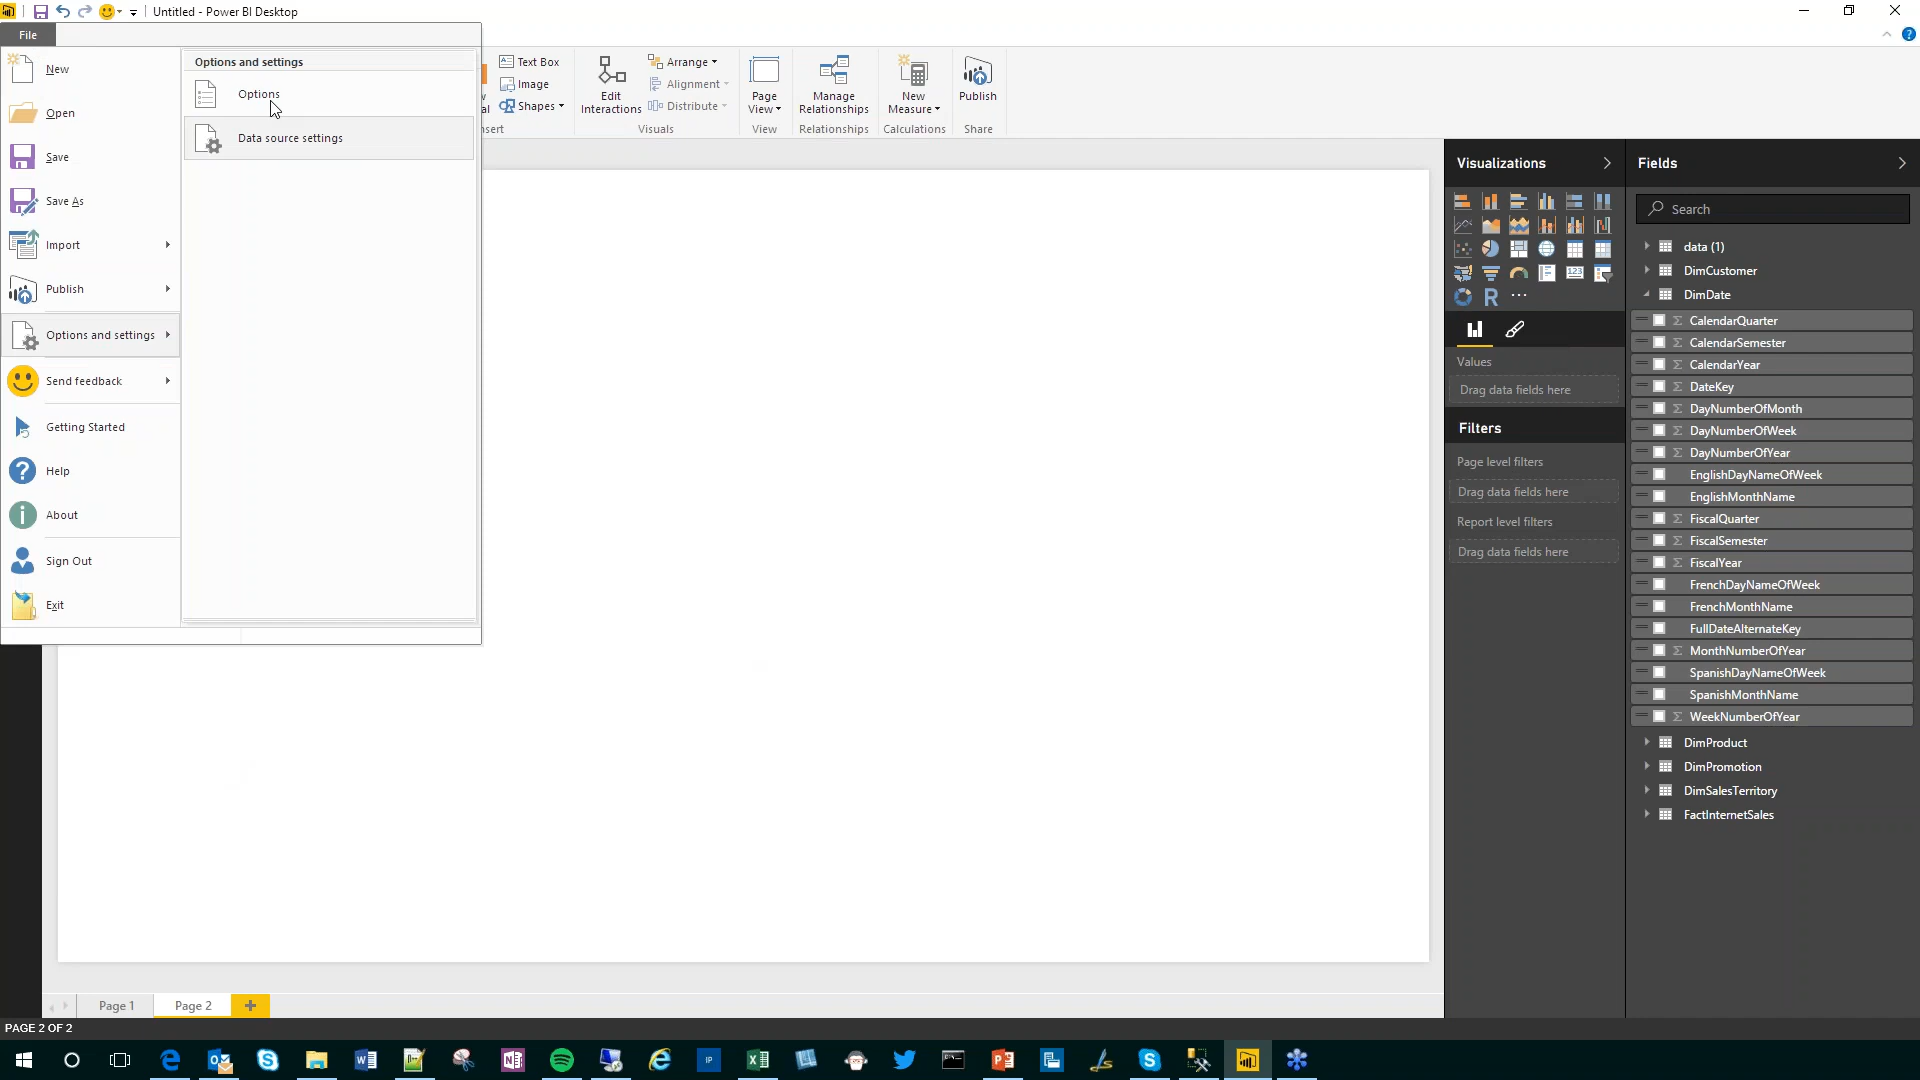 Untitled - Power BI Desktop
File
New
Open
Save
Save As
Import
Publish
Options and settings
Send feedback
Getting Started
Help
About
Sign Out
Exit
Options and settings
Options
Data source settings
Text Box
Image
Shapes
Edit
Interactions
Arrange
Alignment
Distribute
Visuals
Page
View
View
Manage
Relationships
Relationships
New
Measure
Calculations
Publish
Share
Visualizations
R
Values
Drag data fields here
Filters
Page level filters
Drag data fields here
Report level filters
Drag data fields here
Fields
Search
data (1)
DimCustomer
DimDate
CalendarQuarter
CalendarSemester
CalendarYear
DateKey
DayNumberOfMonth
DayNumberOfWeek
DayNumberOfYear
EnglishDayNameOfWeek
EnglishMonthName
FiscalQuarter
FiscalSemester
FiscalYear
FrenchDayNameOfWeek
FrenchMonthName
FullDateAlternateKey
MonthNumberOfYear
SpanishDayNameOfWeek
SpanishMonthName
WeekNumberOfYear
DimProduct
DimPromotion
DimSalesTerritory
FactInternetSales
Page 1
Page 2
PAGE 2 OF 2